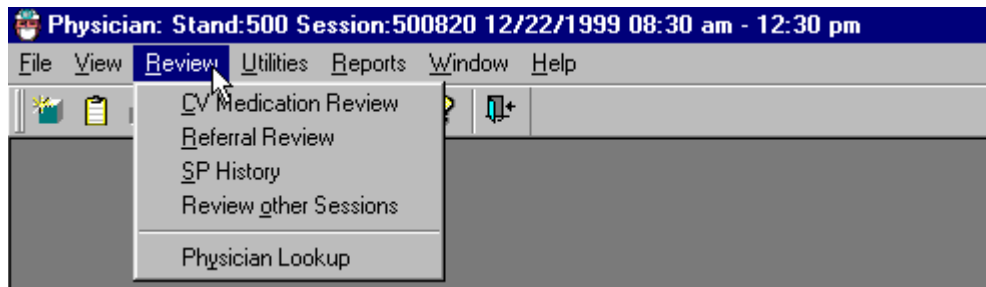 Physician: Stand:500 Session:500820 12/22/1999 08:30 am - 12:30 pm
File View Review Utilities Reports Window Help
CV Medication Review
Referral Review
SP History
Review other Sessions
Physician Lookup